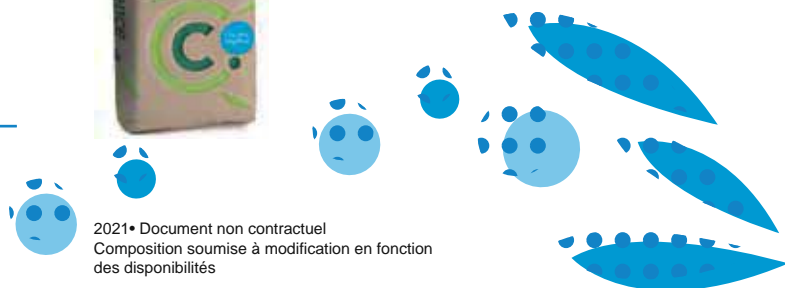 2021• Document non contractuel
Composition soumise à modification en fonction
des disponibilités